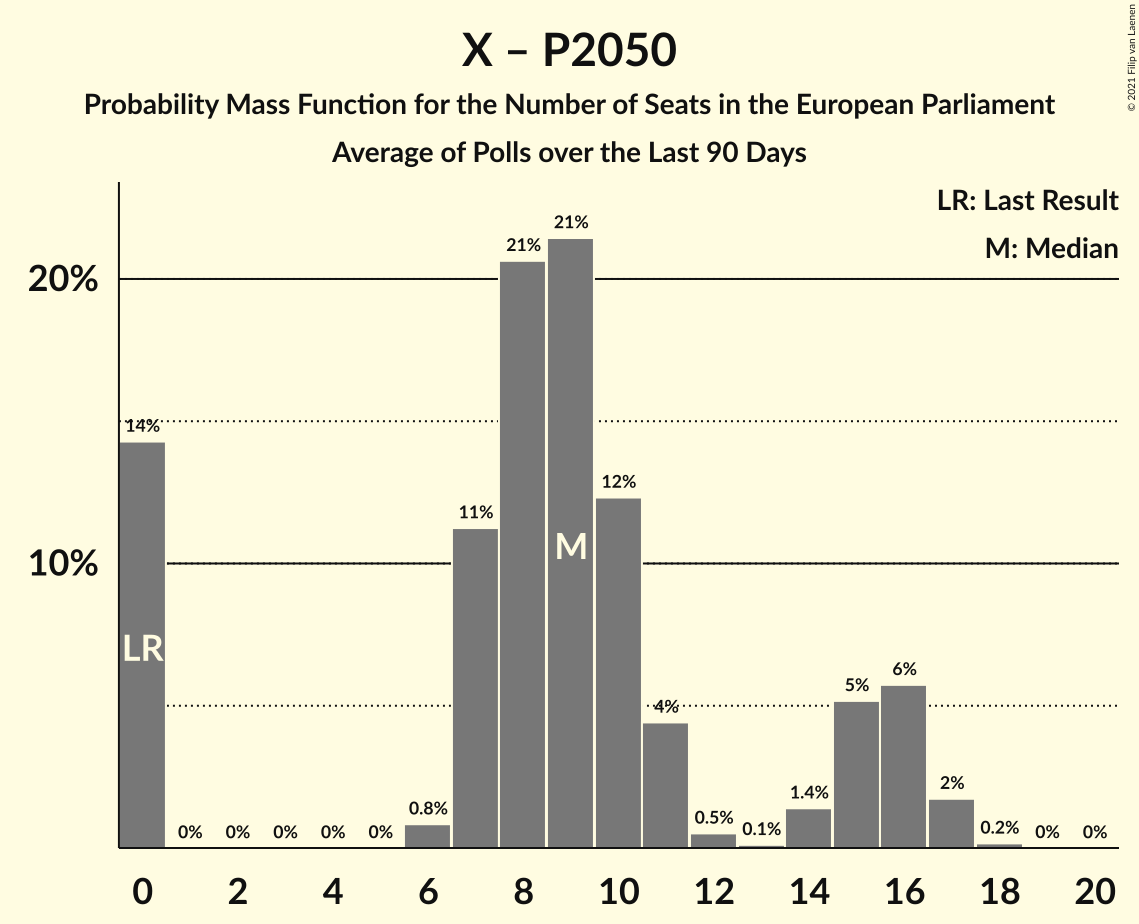 X – P2050
Probability Mass Function for the Number of Seats in the European Parliament
Average of Polls over the Last 90 Days
© 2021 Filip van Laenen
LR: Last Result
M: Median
20%
10%
14%
0%
0%
0%
0%
0%
0.8%
11%
21%
21%
12%
4%
0.5%
0.1%
1.4%
5%
6%
2%
0.2%
0%
0%
LR
M
0 2 4 6 8 10 12 14 16 18 20